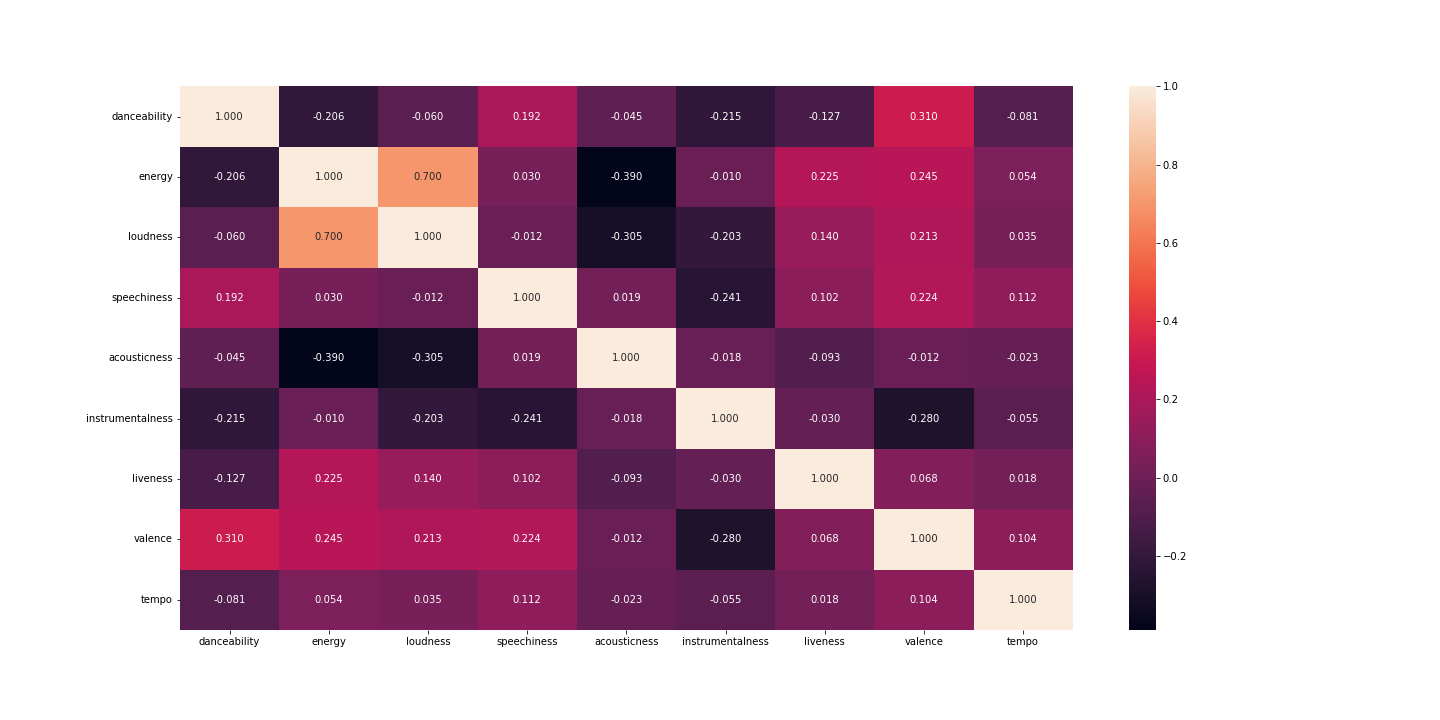 danceability 1.000 -0.206 -0.060 0.192 -0.045 -0.215 -0.127 0.310 -0.081
energy -0.206 1.000 0.700 0.030 -0.390 -0.010 0.225 0.245 0.054
loudness -0.060 0.700 1.000 -0.012 -0.305 -0.203 0.140 0.213 0.035
speechiness 0.192 0.030 -0.012 1.000 0.019 -0.241 0.102 0.224 0.112
acousticness -0.045 -0.390 -0.305 0.019 1.000 -0.018 -0.093 -0.012 -0.023
instrumentalness -0.215 -0.010 -0.203 -0.241 -0.018 1.000 -0.030 -0.280 -0.055
liveness -0.127 0.225 0.140 0.102 -0.093 -0.030 1.000 0.068 0.018
valence 0.310 0.245 0.213 0.224 -0.012 -0.280 0.068 1.000 0.104
tempo -0.081 0.054 0.035 0.112 -0.023 -0.055 0.018 0.104 1.000
danceability energy loudness speechiness acousticness instrumentalness liveness valence tempo
1.0
0.8
0.6
0.4
0.2
0.0
−0.2